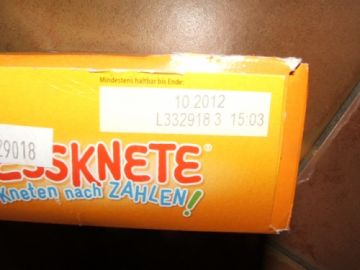 Mindestens haltbar bis Ende:
10.2012
L332918 3 15:03
29018
ESSKNETE®
Kneten nach ZAHLEN!